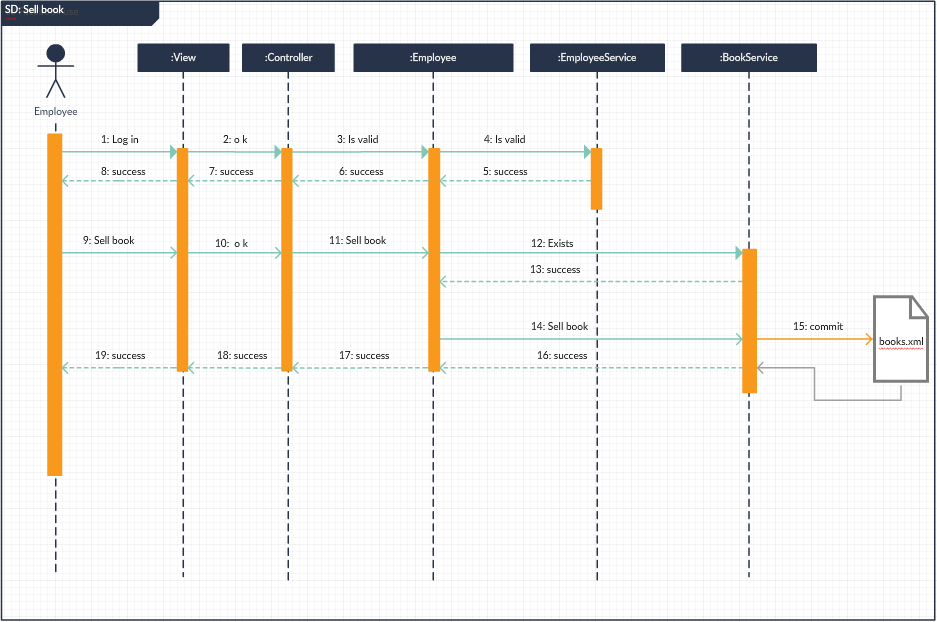 SD: Sell book
:View
:Controller
:Employee
:EmployeeService
:BookService
Employee
1: Log in
2: o k
3: Is valid
4: Is valid
8: success
7: success
6: success
5: success
9: Sell book
10: o k
11: Sell book
12: Exists
13: success
14: Sell book
15: commit
books.xml
19: success
18: success
17: success
16: success